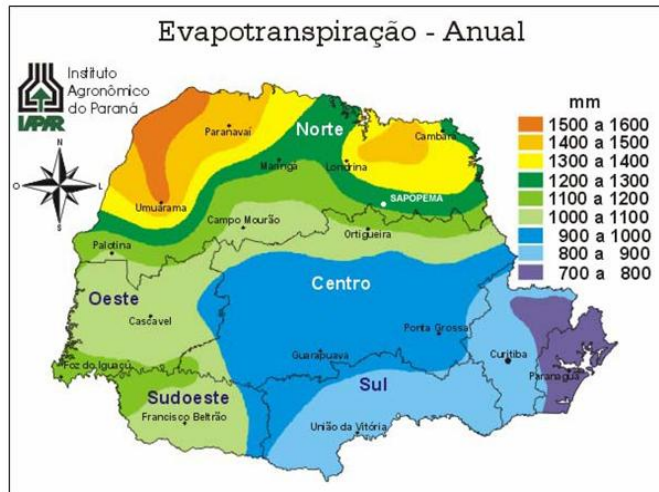 Evapotranspiração - Anual
Instituto
Agronômico
do Paraná
IAPAR
N
O
L
S
mm
1500 a 1600
1400 a 1500
1300 a 1400
1200 a 1300
1100 a 1200
1000 a 1100
900 a 1000
800 a 900
700 a 800
Paranavaí
Norte
Cambará
Maringá
Londrina
Umuarama
SAPOPEMA
Campo Mourão
Ortigueira
Palotina
Centro
Oeste
Cascavel
Ponta Grossa
Guarapuava
Curitiba
Foz do Iguaçu
Paranaguá
Sudoeste
Sul
Francisco Beltrão
União da Vitória